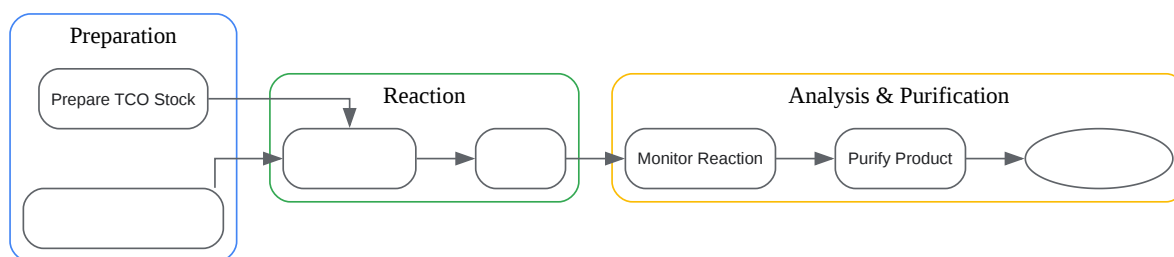 Preparation
Prepare TCO Stock
Reaction
Analysis & Purification
Monitor Reaction
Purify Product